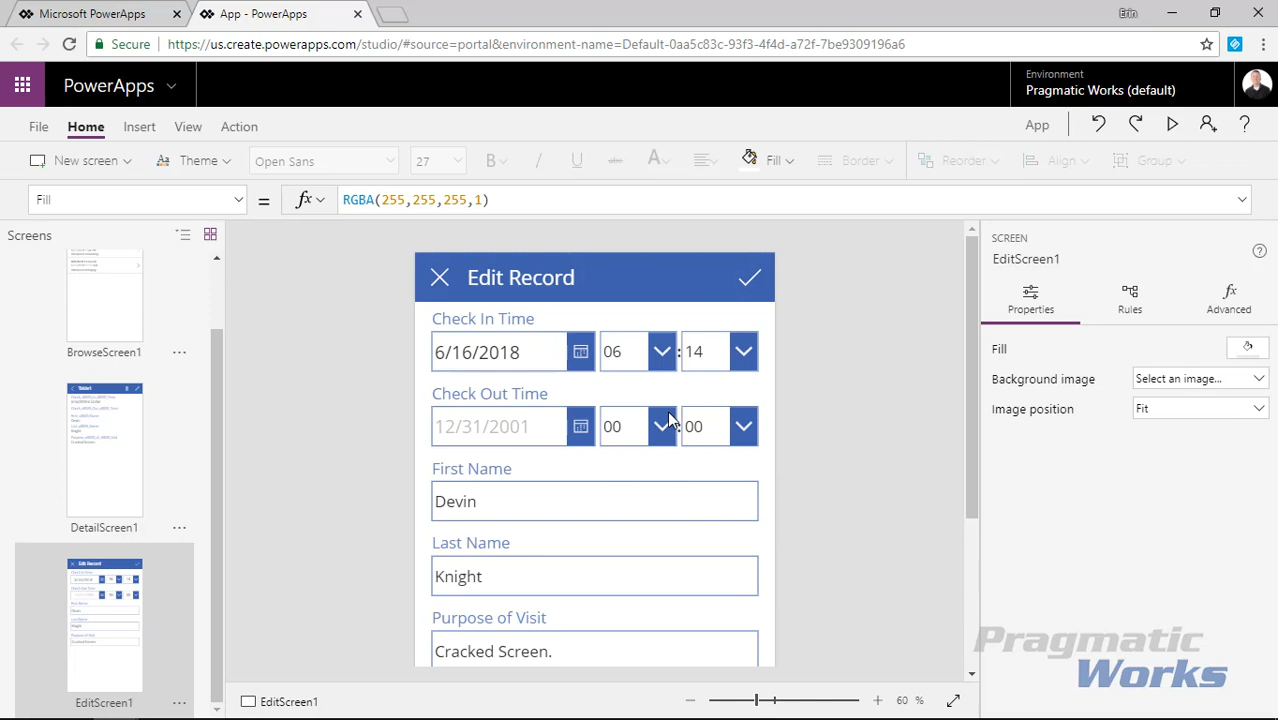 Microsoft PowerApps
App - PowerApps
Erin
Secure
https://us.create.powerapps.com/studio/#source=portal&environment-name=Default-0aa5c83c-93f3-4f4d-a72f-7be9309196a6
PowerApps
Environment
Pragmatic Works (default)
File Home Insert View Action
App
New screen
Theme
Open Sans
27
B
Fill
Border
Reorder
Align
Group
Fill
= fx
RGBA(255,255,255,1)
Screens
BrowseScreen1
DetailScreen1
Edit Record
EditScreen1
Edit Record
Check In Time
6/16/2018
06
:
14
Check Out Time
12/31/2001
00
:
00
First Name
Devin
Last Name
Knight
Purpose of Visit
Cracked Screen.
SCREEN
EditScreen1
Properties
Rules
Advanced
Fill
Background image
Select an image...
Image position
Fit
Pragmatic
Works
EditScreen1
60 %